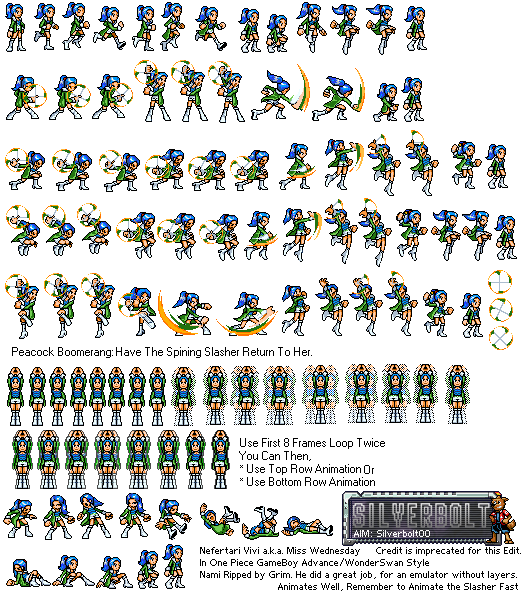 Peacock Boomerang: Have The Spining Slasher Return To Her.
Use First 8 Frames Loop Twice
You Can Then,
* Use Top Row Animation Or
* Use Bottom Row Animation
SILVERBOLT
AIM: Silverbolt00
Nefertari Vivi a.k.a. Miss Wednesday
Credit is imprecated for this Edit.
In One Piece GameBoy Advance/WonderSwan Style
Nami Ripped by Grim. He did a great job, for an emulator without layers.
Animates Well, Remember to Animate the Slasher Fast